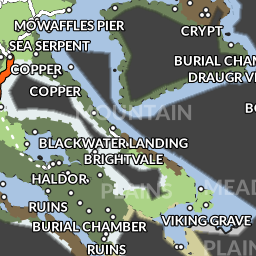 MOWAFFLES PIER
CRYPT
SEA SERPENT
COPPER
BURIAL CHAM
DRAUGR V
COPPER
MOUNTAIN
BLACKWATER LANDING
BRIGHTVALE
HALDOR
PLAINS
MEAD
RUINS
VIKING GRAVE
BURIAL CHAMBER
RUINS
PLAIN